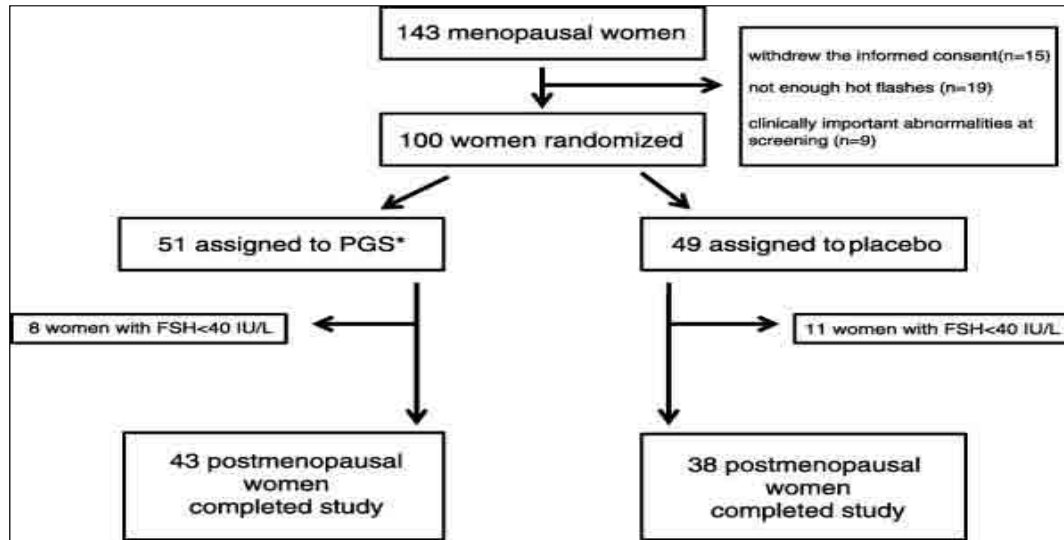 143 menopausal women
withdrew the informed consent(n=15)
not enough hot flashes (n=19)
clinically important abnormalities at
screening (n=9)
100 women randomized
51 assigned to PGS*
49 assigned to placebo
8 women with FSH<40 IU/L
11 women with FSH<40 IU/L
43 postmenopausal
women
completed study
38 postmenopausal
women
completed study